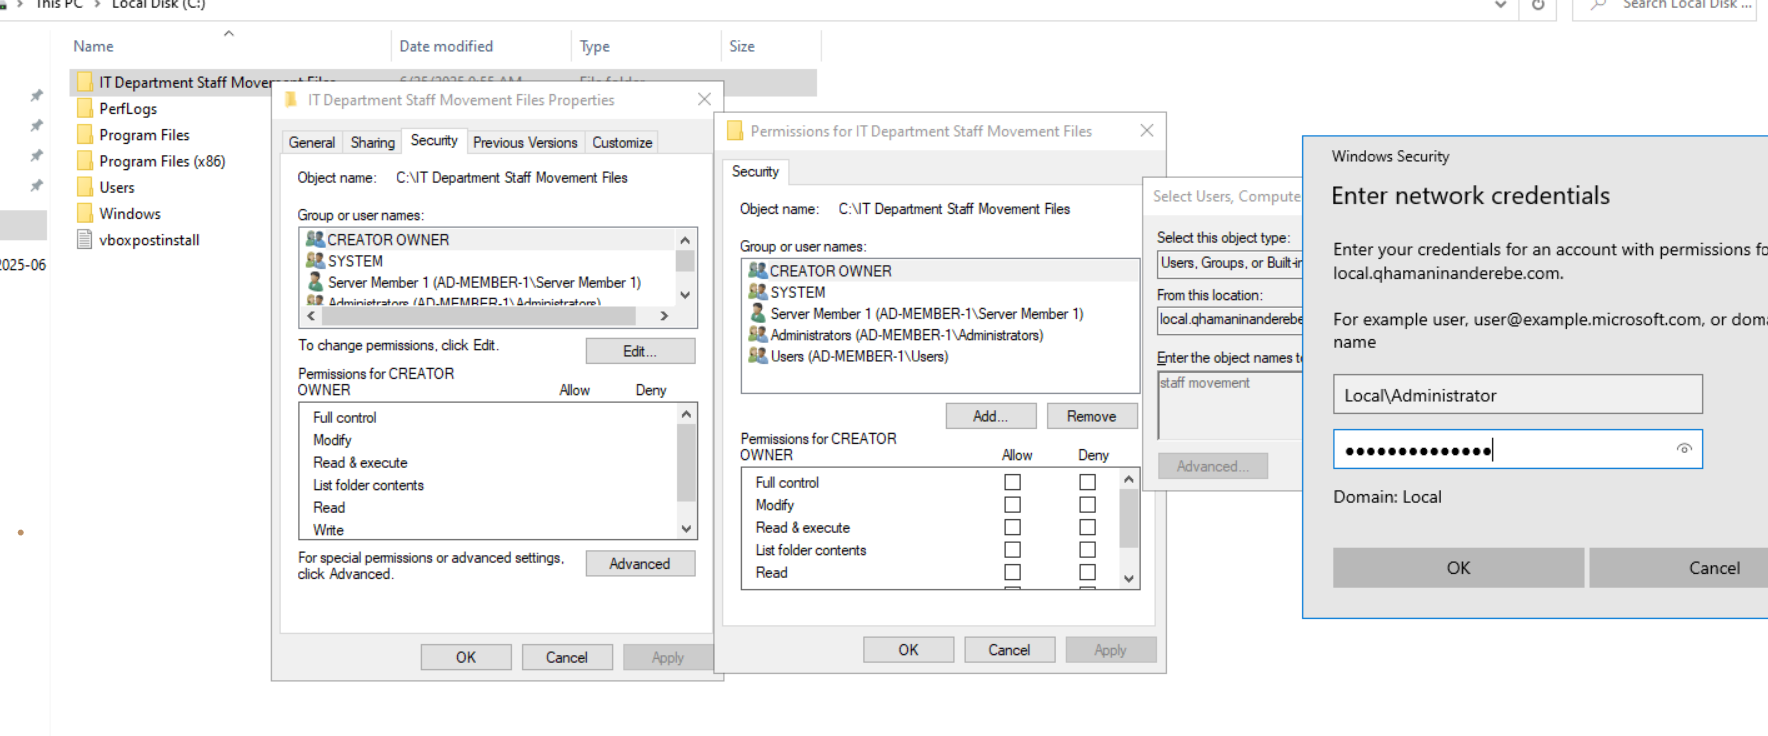 This PC > Local Disk (C:)
Search Local Disk ...
Name
Date modified
Type
Size
IT Department Staff Movement Files
6/25/2025 9:55 AM
File folder
PerfLogs
Program Files
Program Files (x86)
Users
Windows
vboxpostinstall
2025-06
IT Department Staff Movement Files Properties
General
Sharing
Security
Previous Versions
Customize
Object name: C:\IT Department Staff Movement Files
Group or user names:
CREATOR OWNER
SYSTEM
Server Member 1 (AD-MEMBER-1\Server Member 1)
Administrators (AD-MEMBER-1\Administrators)
To change permissions, click Edit.
Edit...
Permissions for CREATOR
OWNER
Allow
Deny
Full control
Modify
Read & execute
List folder contents
Read
Write
For special permissions or advanced settings,
click Advanced.
Advanced
OK
Cancel
Apply
Permissions for IT Department Staff Movement Files
Security
Object name: C:\IT Department Staff Movement Files
Group or user names:
CREATOR OWNER
SYSTEM
Server Member 1 (AD-MEMBER-1\Server Member 1)
Administrators (AD-MEMBER-1\Administrators)
Users (AD-MEMBER-1\Users)
Add...
Remove
Permissions for CREATOR
OWNER
Allow
Deny
Full control
Modify
Read & execute
List folder contents
Read
OK
Cancel
Apply
Select Users, Compute
Select this object type:
Users, Groups, or Built-in
From this location:
local.qhamaninanderebe
Enter the object names to
staff movement
Advanced...
Windows Security
Enter network credentials
Enter your credentials for an account with permissions fo
local.qhamaninanderebe.com.
For example user, user@example.microsoft.com, or doma
name
Local\Administrator
Domain: Local
OK
Cancel